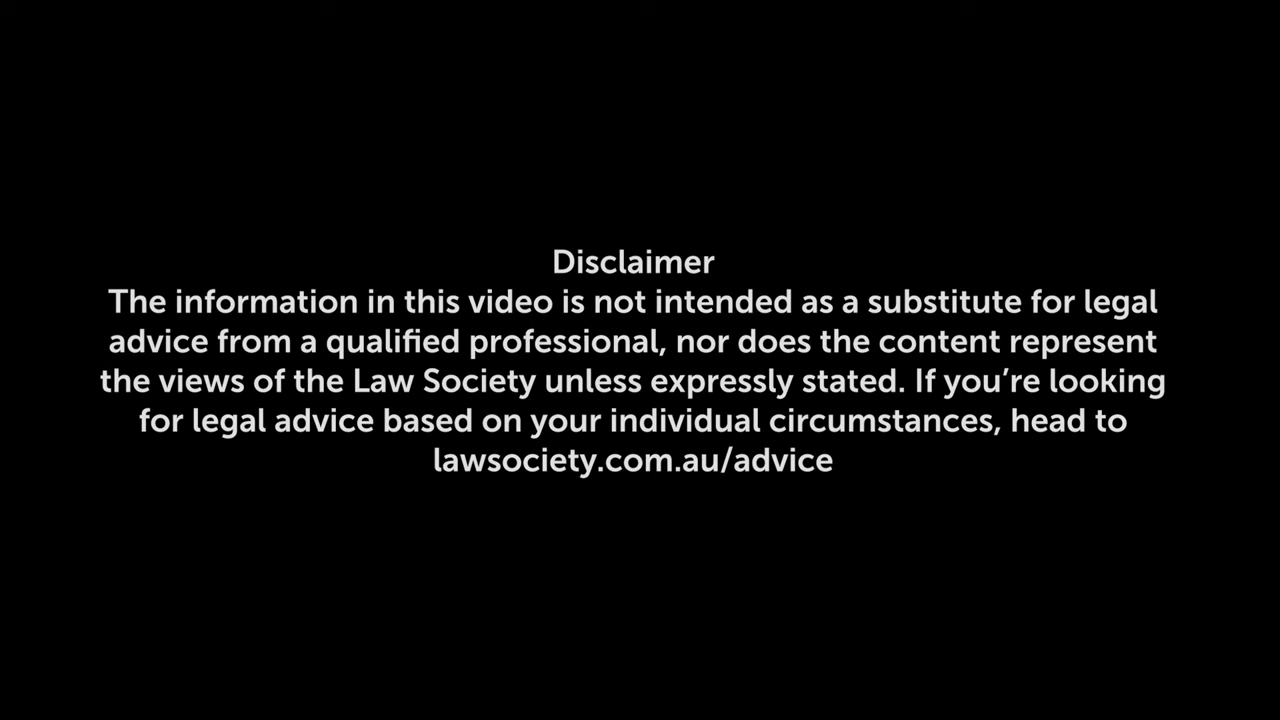 Disclaimer
The information in this video is not intended as a substitute for legal
advice from a qualified professional, nor does the content represent
the views of the Law Society unless expressly stated. If you’re looking
for legal advice based on your individual circumstances, head to
lawsociety.com.au/advice